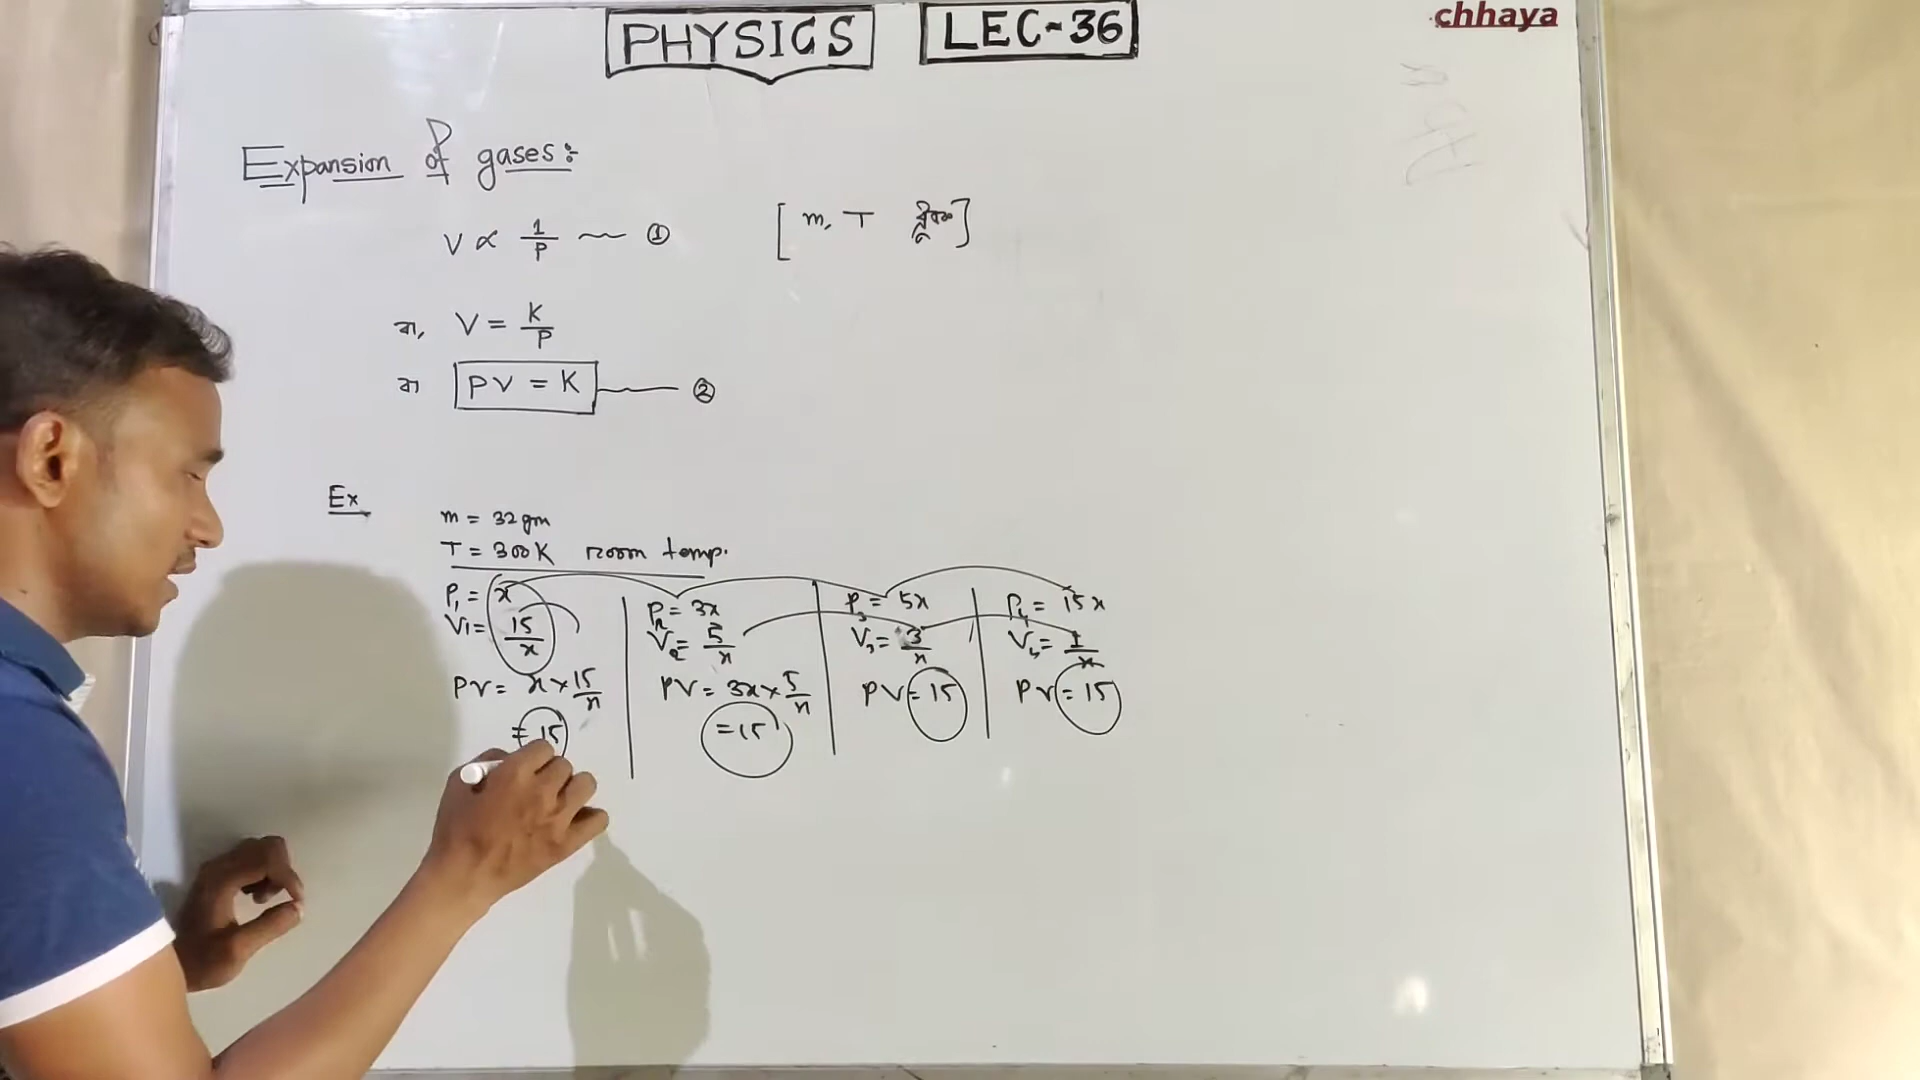 PHYSICS LEC-36
chhaya
Expansion of gases:
V ∝ 1/P ~~ ① [m, T ধ্রুবক]
বা, V = K/P
বা PV = K —— ②
Ex
m = 32 gm
T = 300K room temp.
P₁ = x P₂ = 3x P₃ = 5x P₄ = 15x
V₁ = 15/x V₂ = 5/x V₃ = 3/x V₄ = 1/x
PV = x × 15/x PV = 3x × 5/x PV = 15 PV = 15
= 15 = 15